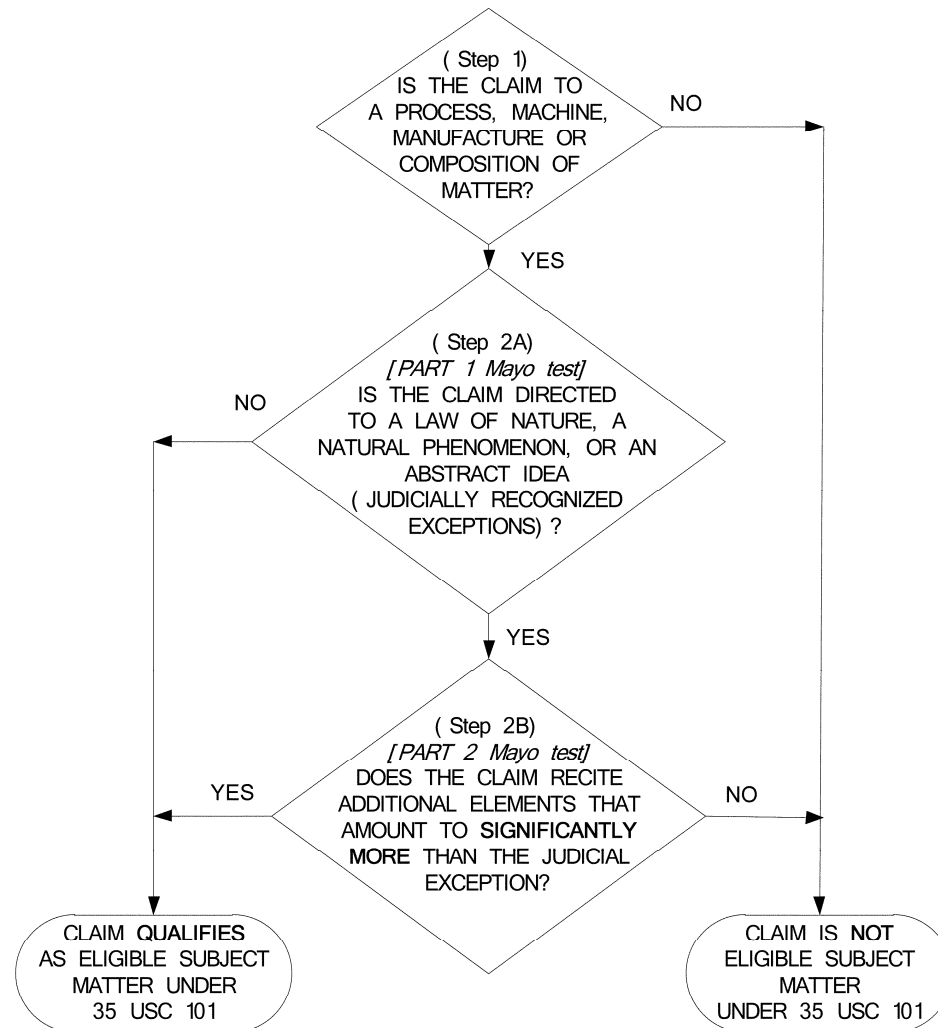 ( Step 1)
IS THE CLAIM TO
A PROCESS, MACHINE,
MANUFACTURE OR
COMPOSITION OF
MATTER?
NO
YES
( Step 2A)
[PART 1 Mayo test]
IS THE CLAIM DIRECTED
TO A LAW OF NATURE, A
NATURAL PHENOMENON, OR AN
ABSTRACT IDEA
( JUDICIALLY RECOGNIZED
EXCEPTIONS) ?
NO
YES
( Step 2B)
[PART 2 Mayo test]
DOES THE CLAIM RECITE
ADDITIONAL ELEMENTS THAT
AMOUNT TO SIGNIFICANTLY
MORE THAN THE JUDICIAL
EXCEPTION?
YES
NO
CLAIM QUALIFIES
AS ELIGIBLE SUBJECT
MATTER UNDER
35 USC 101
CLAIM IS NOT
ELIGIBLE SUBJECT
MATTER
UNDER 35 USC 101